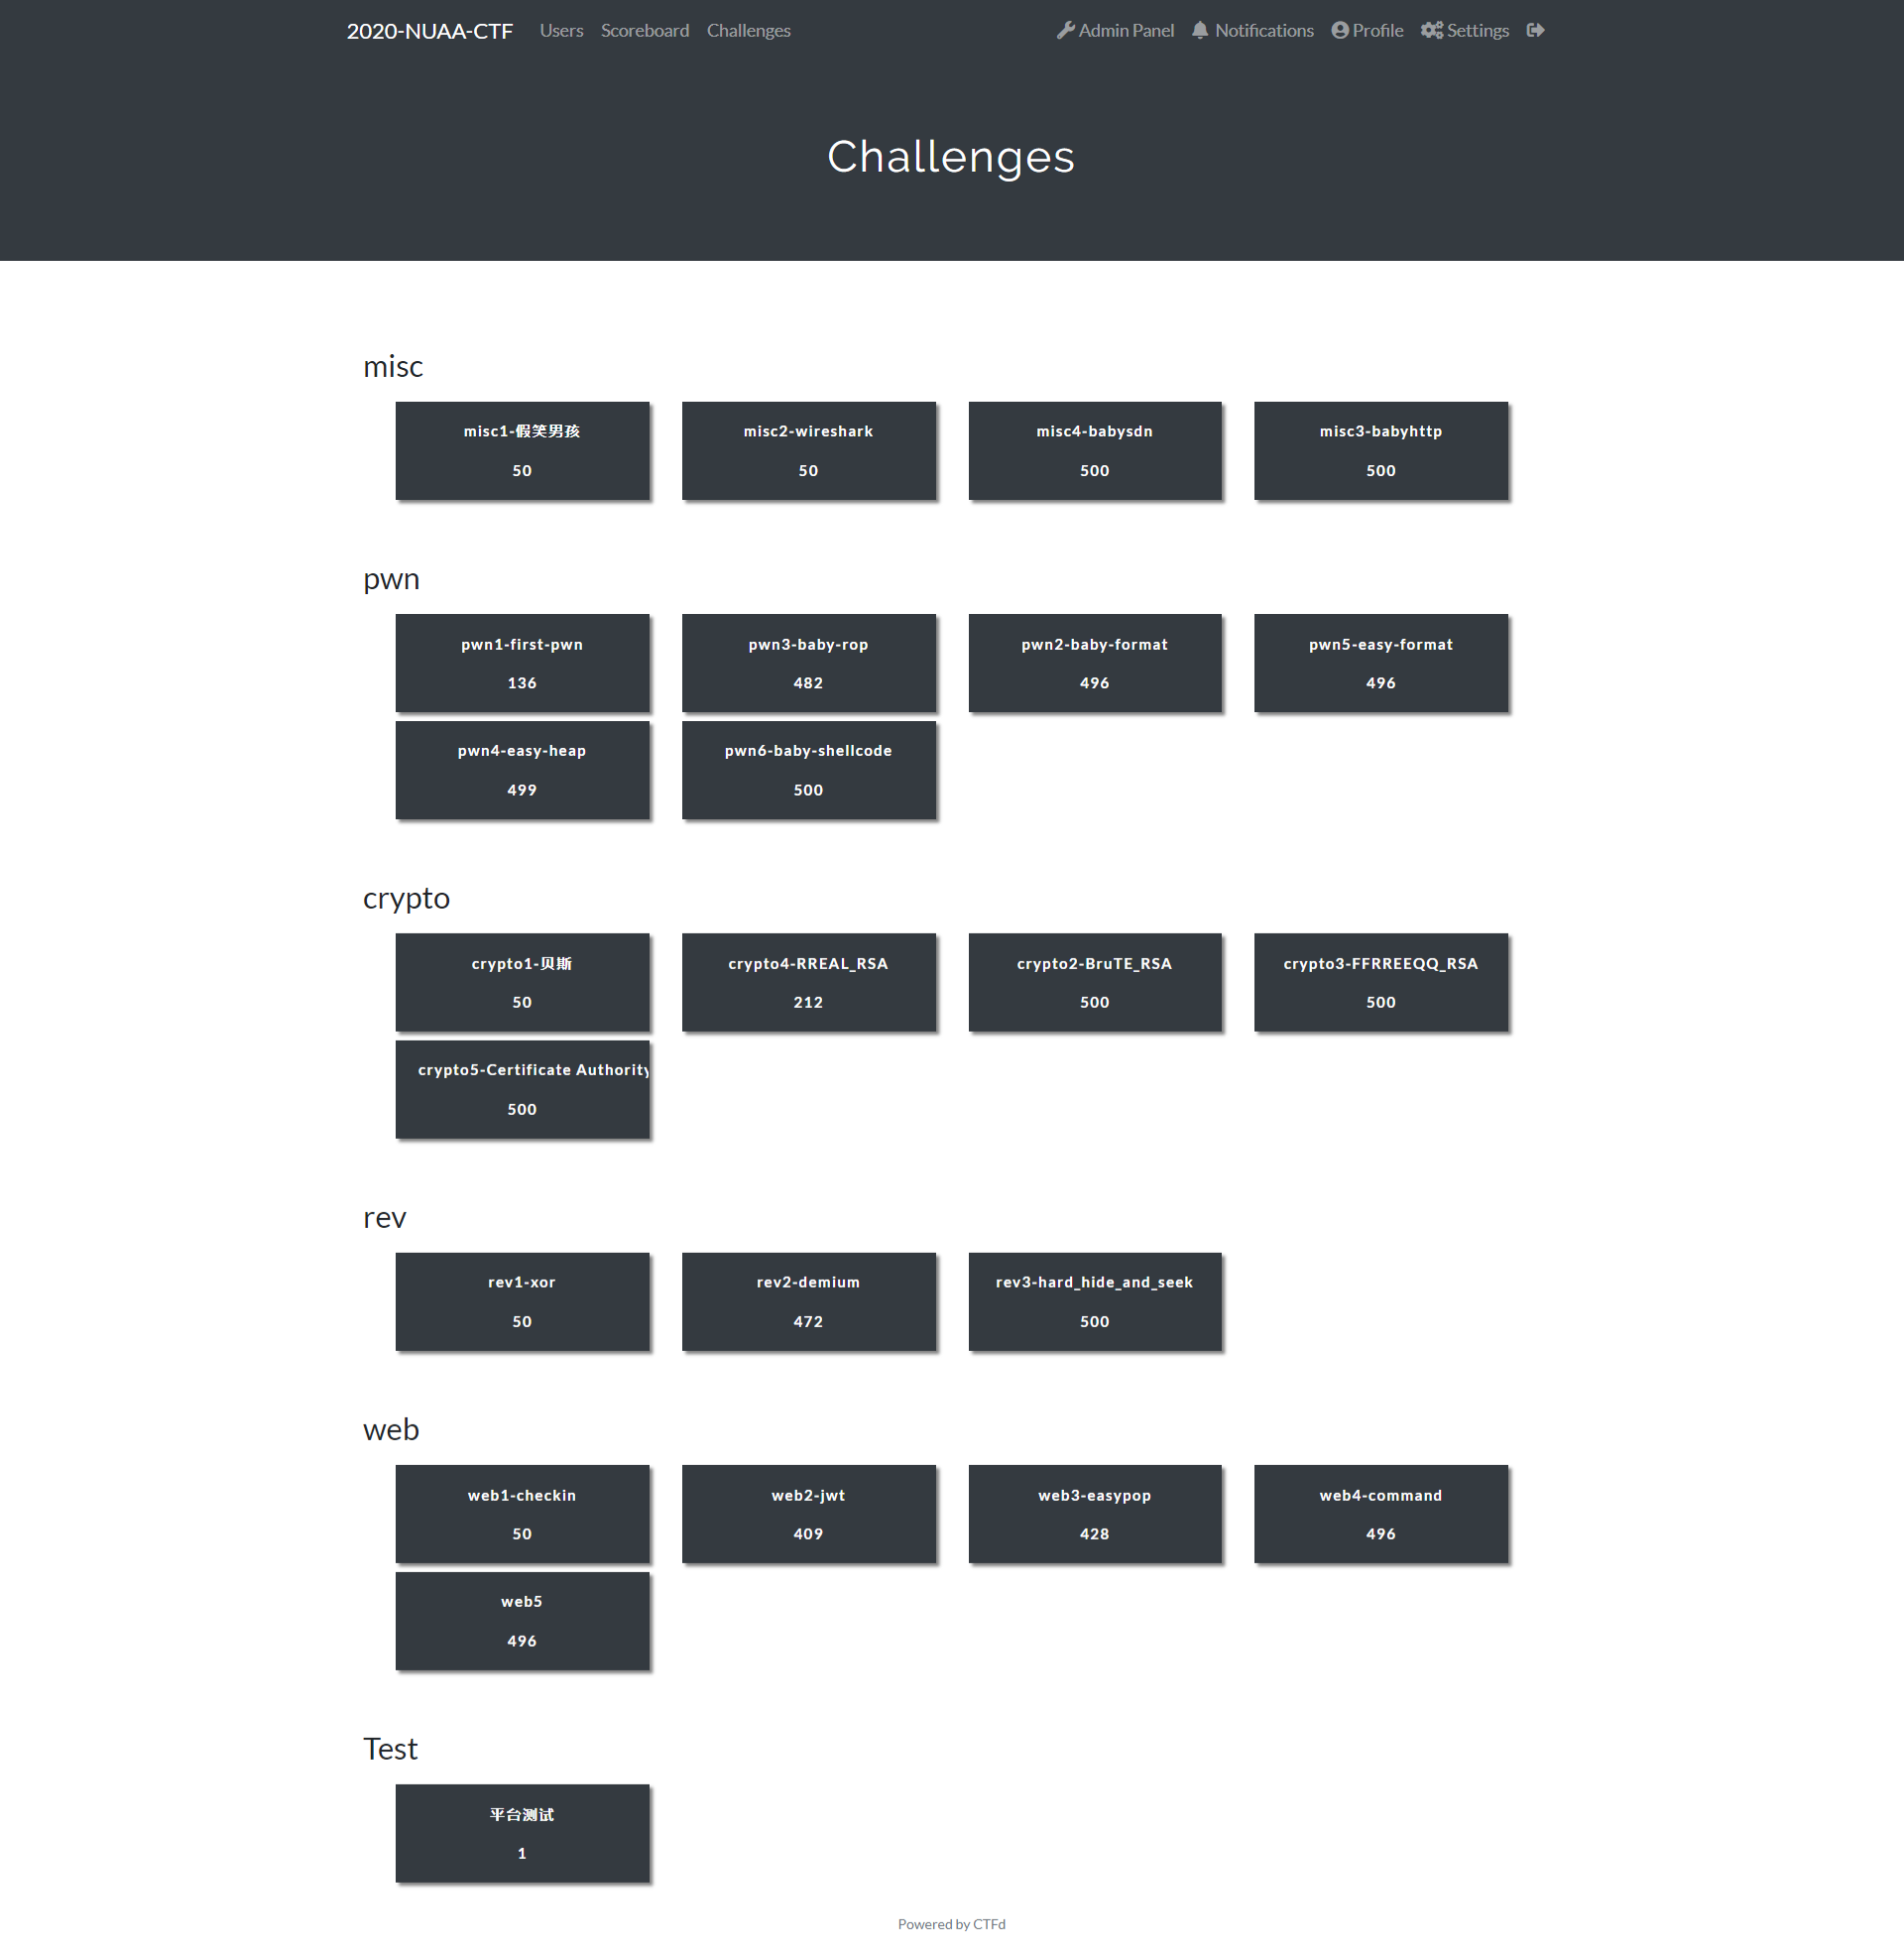 2020-NUAA-CTF Users Scoreboard Challenges Admin Panel Notifications Profile Settings
Challenges
misc
misc1-假笑男孩 misc2-wireshark misc4-babysdn misc3-babyhttp
50 50 500 500
pwn
pwn1-first-pwn pwn3-baby-rop pwn2-baby-format pwn5-easy-format
136 482 496 496
pwn4-easy-heap pwn6-baby-shellcode
499 500
crypto
crypto1-贝斯 crypto4-RREAL_RSA crypto2-BruTE_RSA crypto3-FFRREEQQ_RSA
50 212 500 500
crypto5-Certificate Authority
500
rev
rev1-xor rev2-demium rev3-hard_hide_and_seek
50 472 500
web
web1-checkin web2-jwt web3-easypop web4-command
50 409 428 496
web5
496
Test
平台测试
1
Powered by CTFd